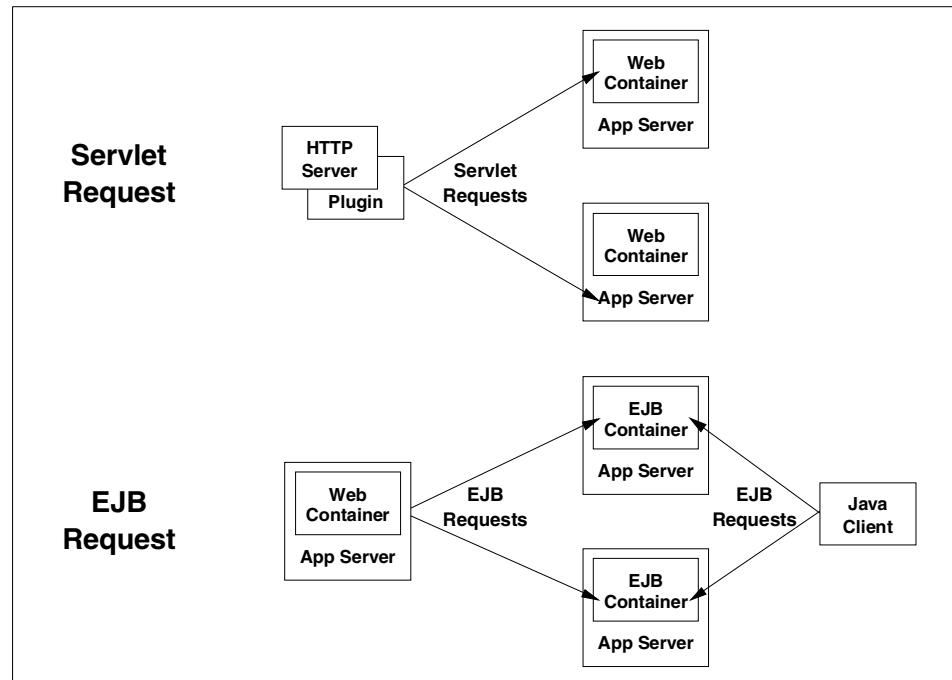 Web
Container
App Server
Servlet
Request
HTTP
Server
Plugin
Servlet
Requests
Web
Container
App Server
EJB
Container
App Server
EJB
Request
Web
Container
App Server
EJB
Requests
EJB
Requests
Java
Client
EJB
Container
App Server